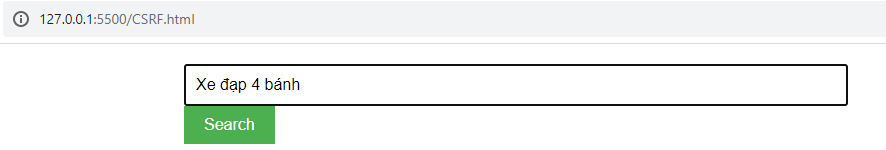 127.0.0.1:5500/CSRF.html
Xe đạp 4 bánh
Search